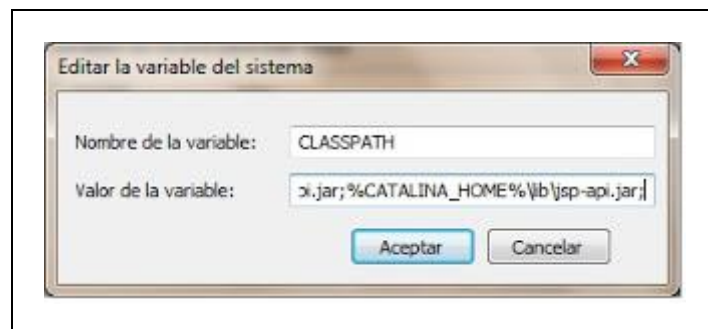 Editar la variable del sistema
Nombre de la variable: CLASSPATH
Valor de la variable: pi.jar;%CATALINA_HOME%\lib\jsp-api.jar;
Aceptar Cancelar